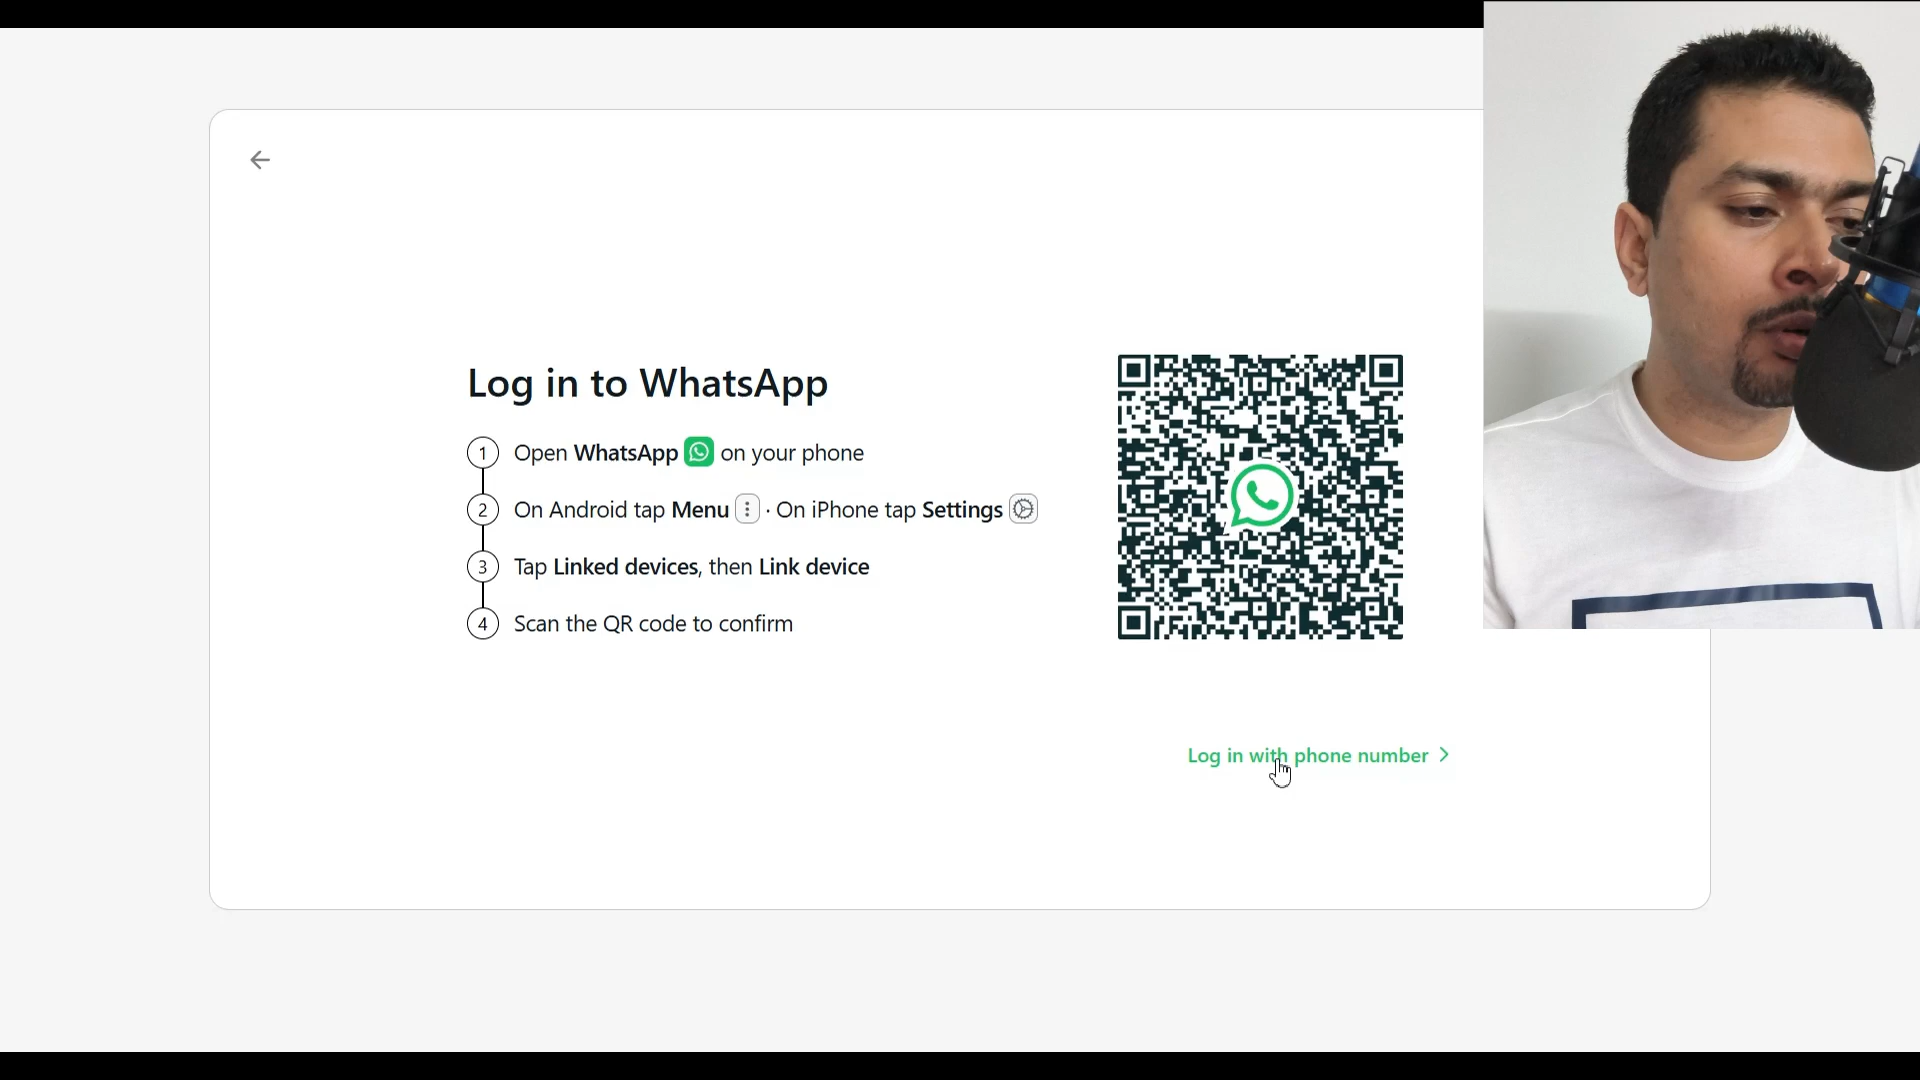 Log in to WhatsApp
1 Open WhatsApp on your phone
2 On Android tap Menu · On iPhone tap Settings
3 Tap Linked devices, then Link device
4 Scan the QR code to confirm
Log in with phone number